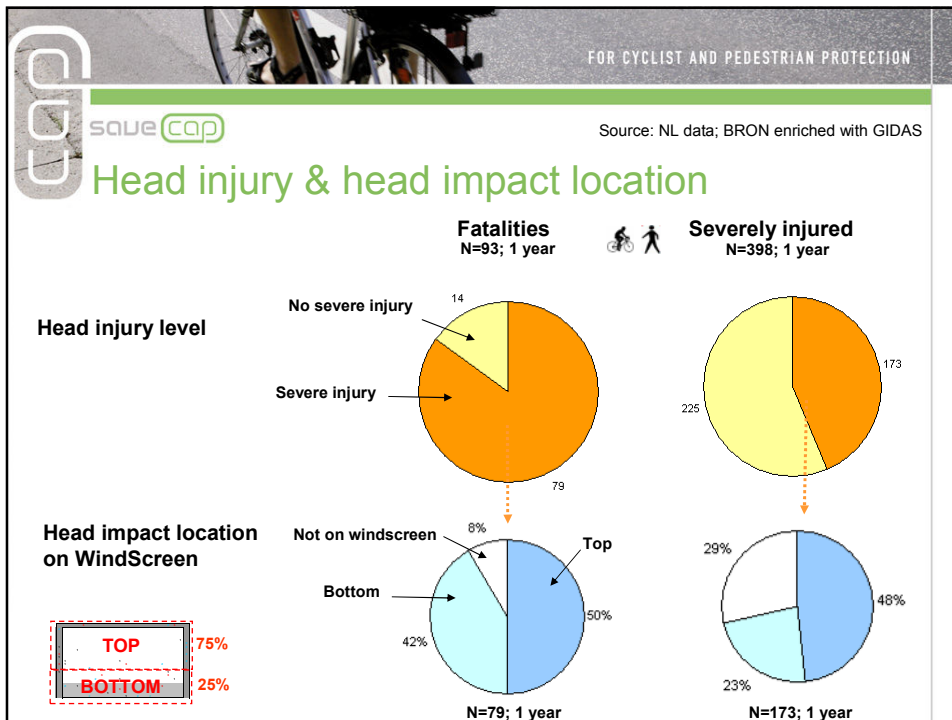 FOR CYCLIST AND PEDESTRIAN PROTECTION
cap
save cap
Source: NL data; BRON enriched with GIDAS
Head injury & head impact location
Fatalities
N=93; 1 year
Severely injured
N=398; 1 year
Head injury level
No severe injury
14
Severe injury
79
173
225
Head impact location
on WindScreen
Not on windscreen
8%
Top
Bottom
50%
42%
29%
48%
23%
TOP
75%
BOTTOM
25%
N=79; 1 year
N=173; 1 year